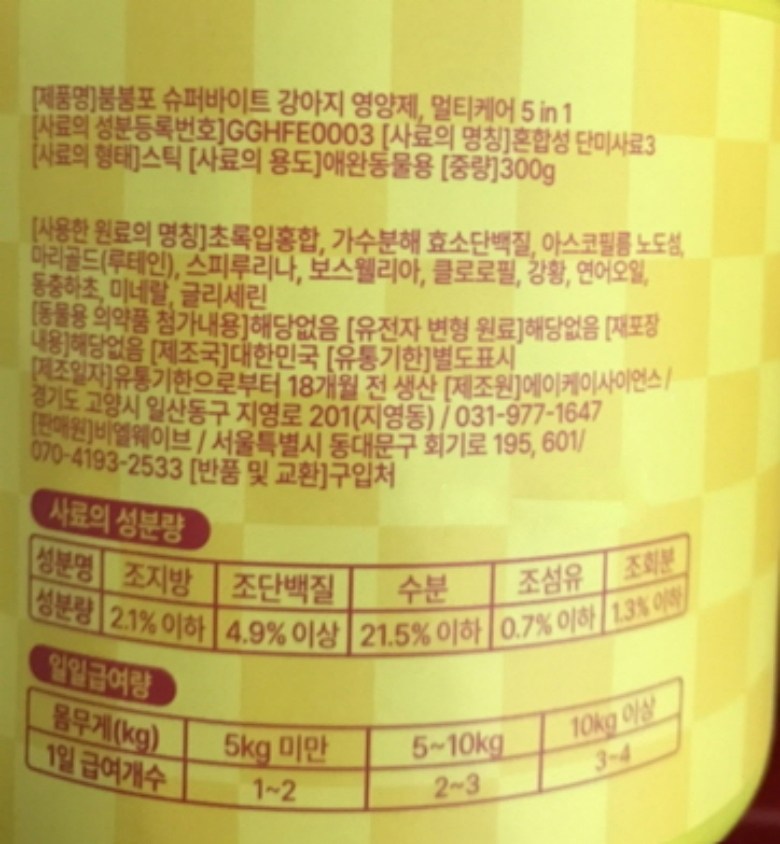 [제품명]붐붐포 슈퍼바이트 강아지 영양제, 멀티케어 5 in 1
[사료의 성분등록번호]GGHFE0003 [사료의 명칭]혼합성 단미사료3
[사료의 형태]스틱 [사료의 용도]애완동물용 [중량]300g
[사용한 원료의 명칭]초록입홍합, 가수분해 효소단백질, 아스코필룸 노도섬,
마리골드(루테인), 스피루리나, 보스웰리아, 클로로필, 강황, 연어오일,
동충하초, 미네랄, 글리세린
[동물용 의약품 첨가내용]해당없음 [유전자 변형 원료]해당없음 [재포장
내용]해당없음 [제조국]대한민국 [유통기한]별도표시
[제조일자]유통기한으로부터 18개월 전 생산 [제조원]에이케이사이언스 /
경기도 고양시 일산동구 지영로 201(지영동) / 031-977-1647
[판매원]비엘웨이브 / 서울특별시 동대문구 회기로 195, 601/
070-4193-2533 [반품 및 교환]구입처
사료의 성분량
성분명 조지방 조단백질 수분 조섬유 조회분
성분량 2.1% 이하 4.9% 이상 21.5% 이하 0.7% 이하 1.3% 이하
일일급여량
몸무게(kg) 5kg 미만 5~10kg 10kg 이상
1일 급여개수 1~2 2~3 3~4